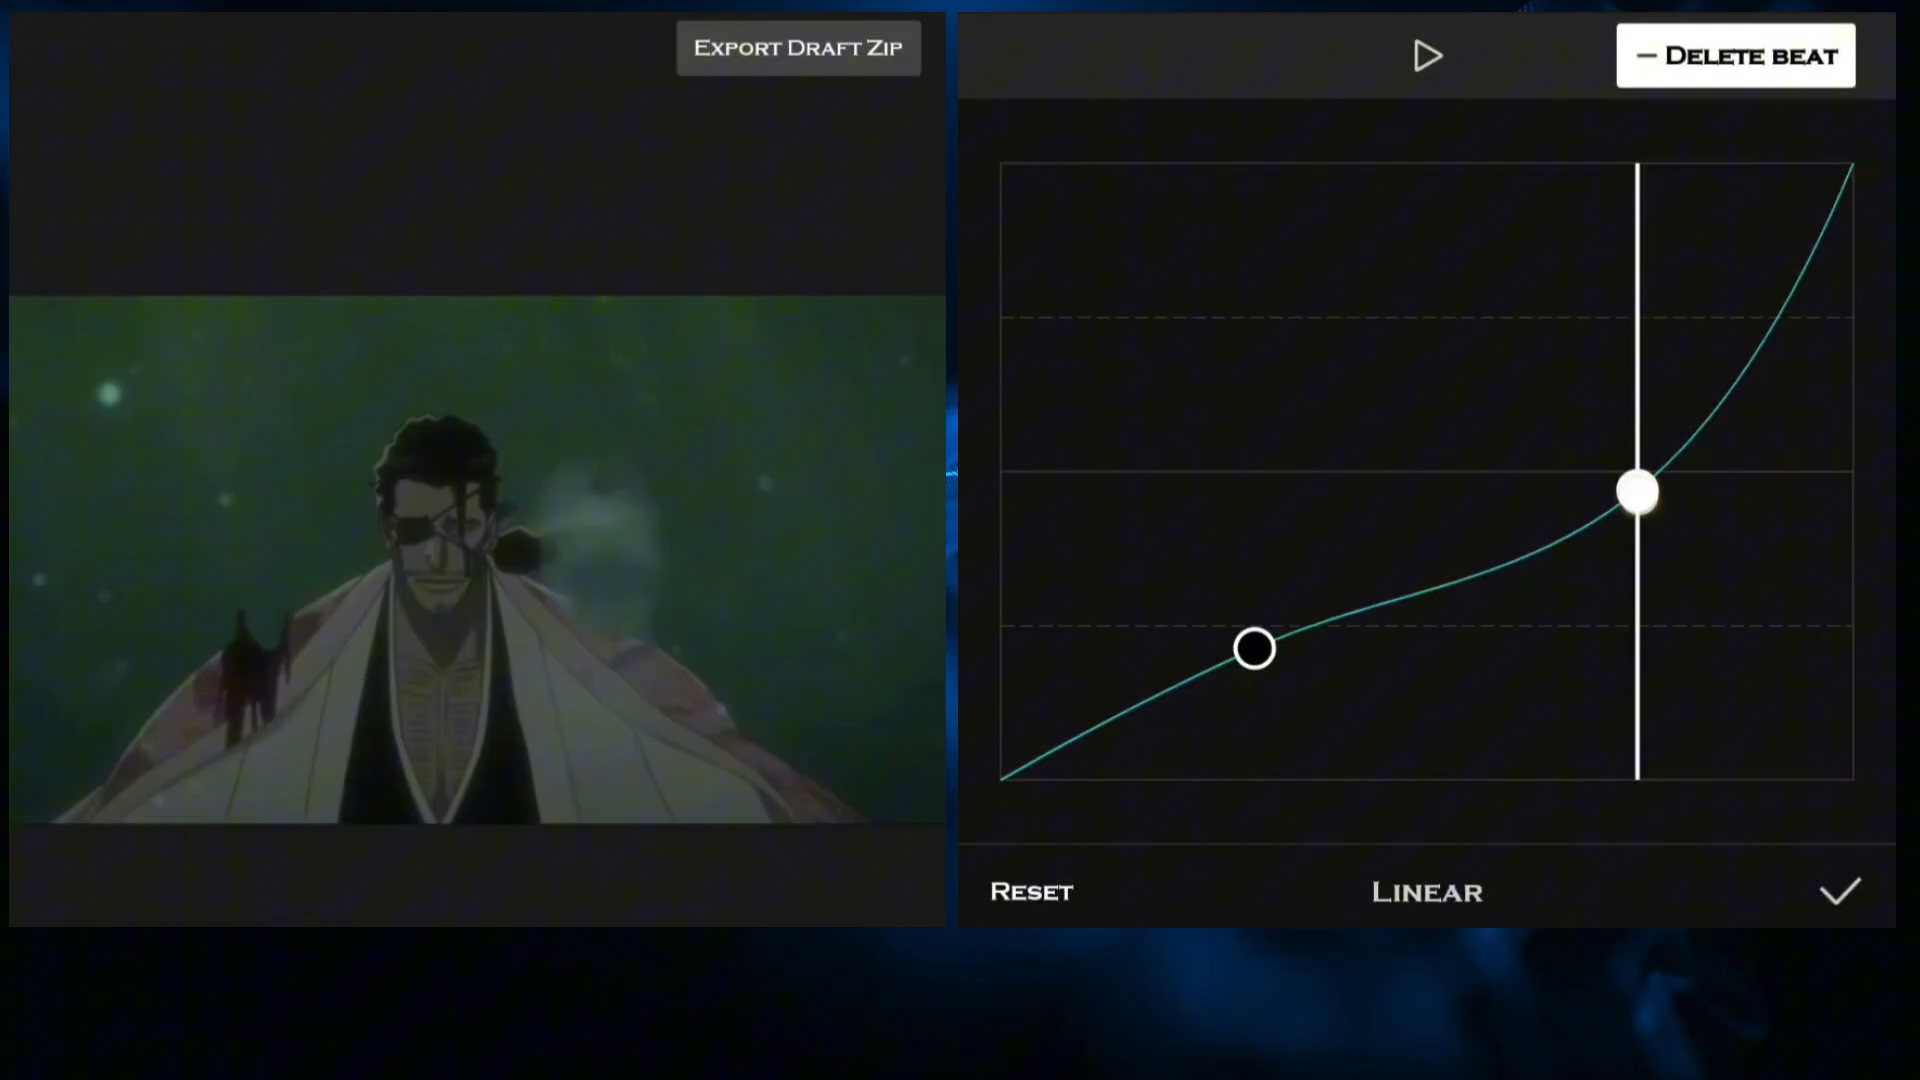 Export Draft Zip
– Delete beat
Reset
Linear